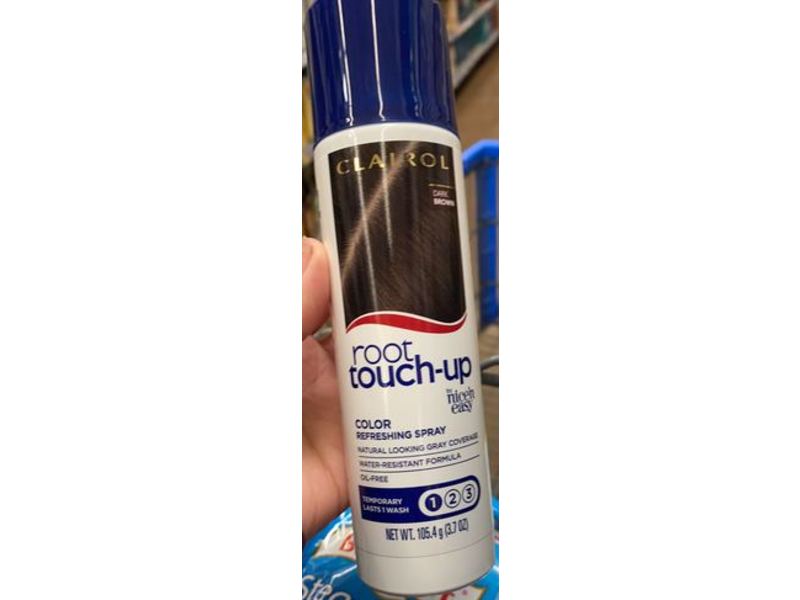 CLAIROL
DARK
BROWN
root
touch-up
by
nice'n
easy
COLOR
REFRESHING SPRAY
NATURAL LOOKING GRAY COVERAGE
WATER-RESISTANT FORMULA
OIL-FREE
TEMPORARY
LASTS 1 WASH
1 2 3
NET WT. 105.4 g (3.7 OZ)